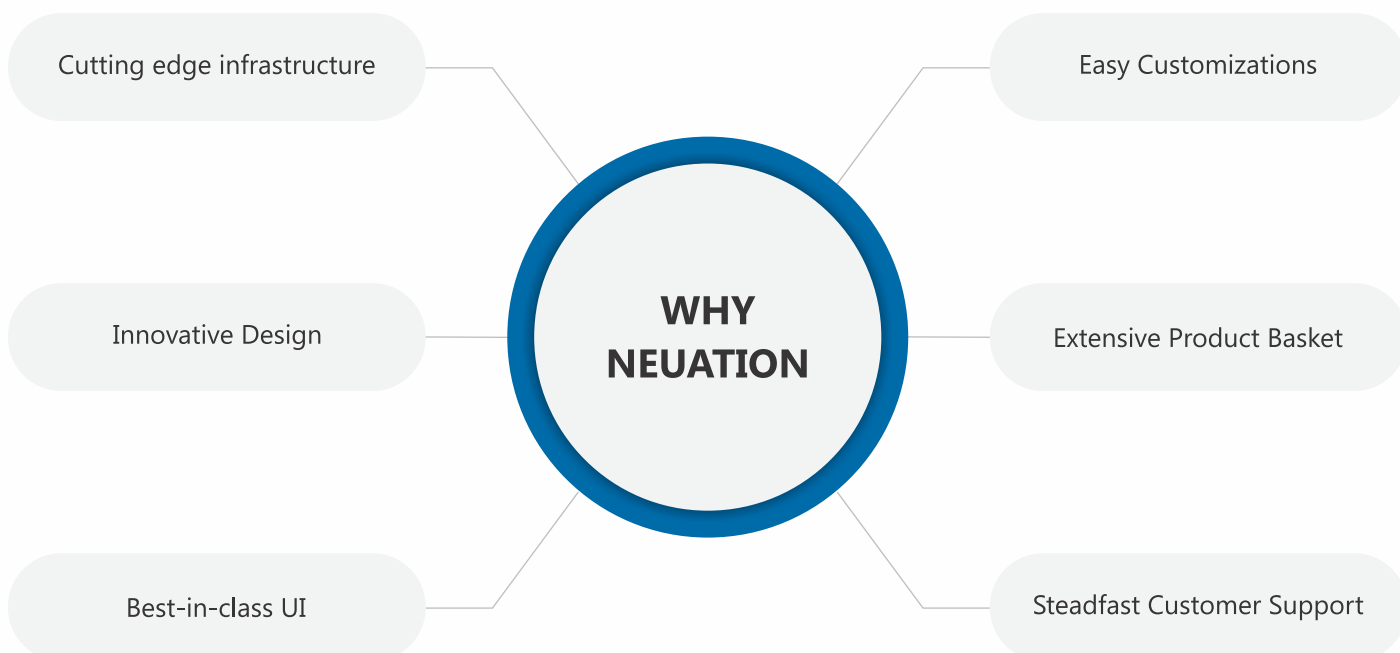 Cutting edge infrastructure
Easy Customizations
WHY
NEUATION
Innovative Design
Extensive Product Basket
Best-in-class UI
Steadfast Customer Support